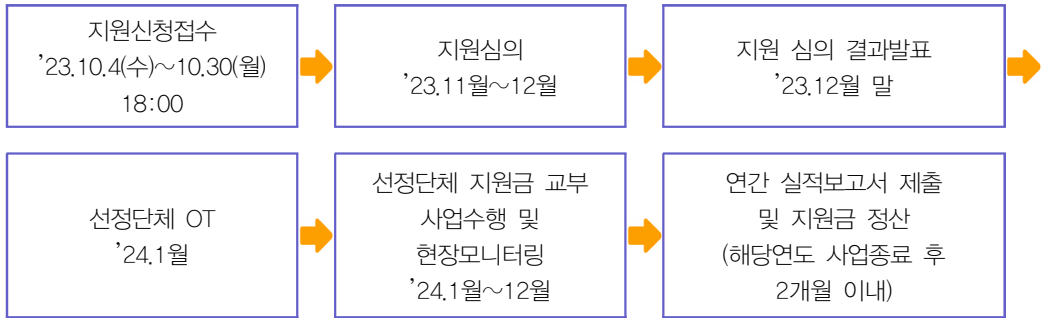 지원신청접수
’23.10.4(수)~10.30(월)
18:00
지원심의
’23.11월~12월
지원 심의 결과발표
’23.12월 말
선정단체 OT
’24.1월
선정단체 지원금 교부
사업수행 및
현장모니터링
’24.1월~12월
연간 실적보고서 제출
및 지원금 정산
(해당연도 사업종료 후
2개월 이내)